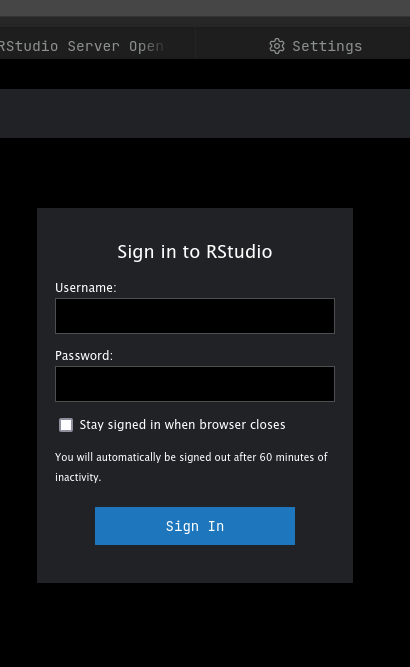 RStudio Server Open
Settings
Sign in to RStudio
Username:
Password:
Stay signed in when browser closes
You will automatically be signed out after 60 minutes of
inactivity.
Sign In